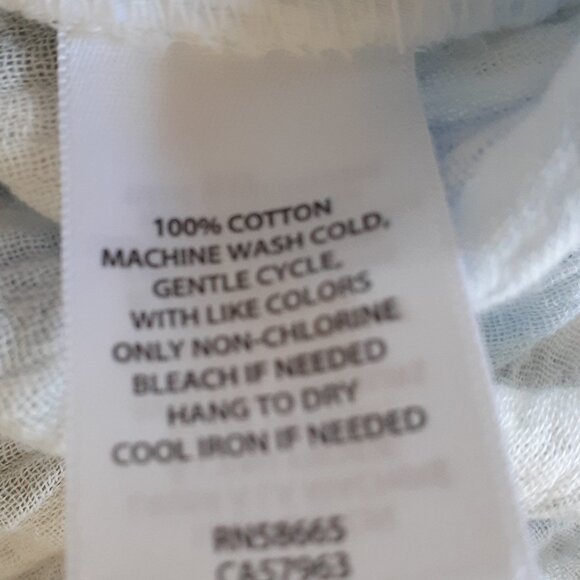 100% COTTON
MACHINE WASH COLD,
GENTLE CYCLE,
WITH LIKE COLORS
ONLY NON-CHLORINE
BLEACH IF NEEDED
HANG TO DRY
COOL IRON IF NEEDED
RN58665
CA57963